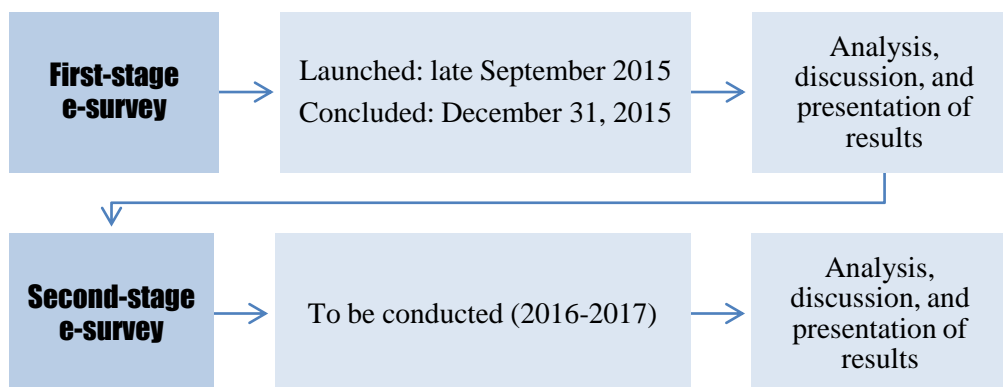 First-stage
e-survey
Launched: late September 2015
Concluded: December 31, 2015
Analysis,
discussion, and
presentation of
results
Second-stage
e-survey
To be conducted (2016-2017)
Analysis,
discussion, and
presentation of
results